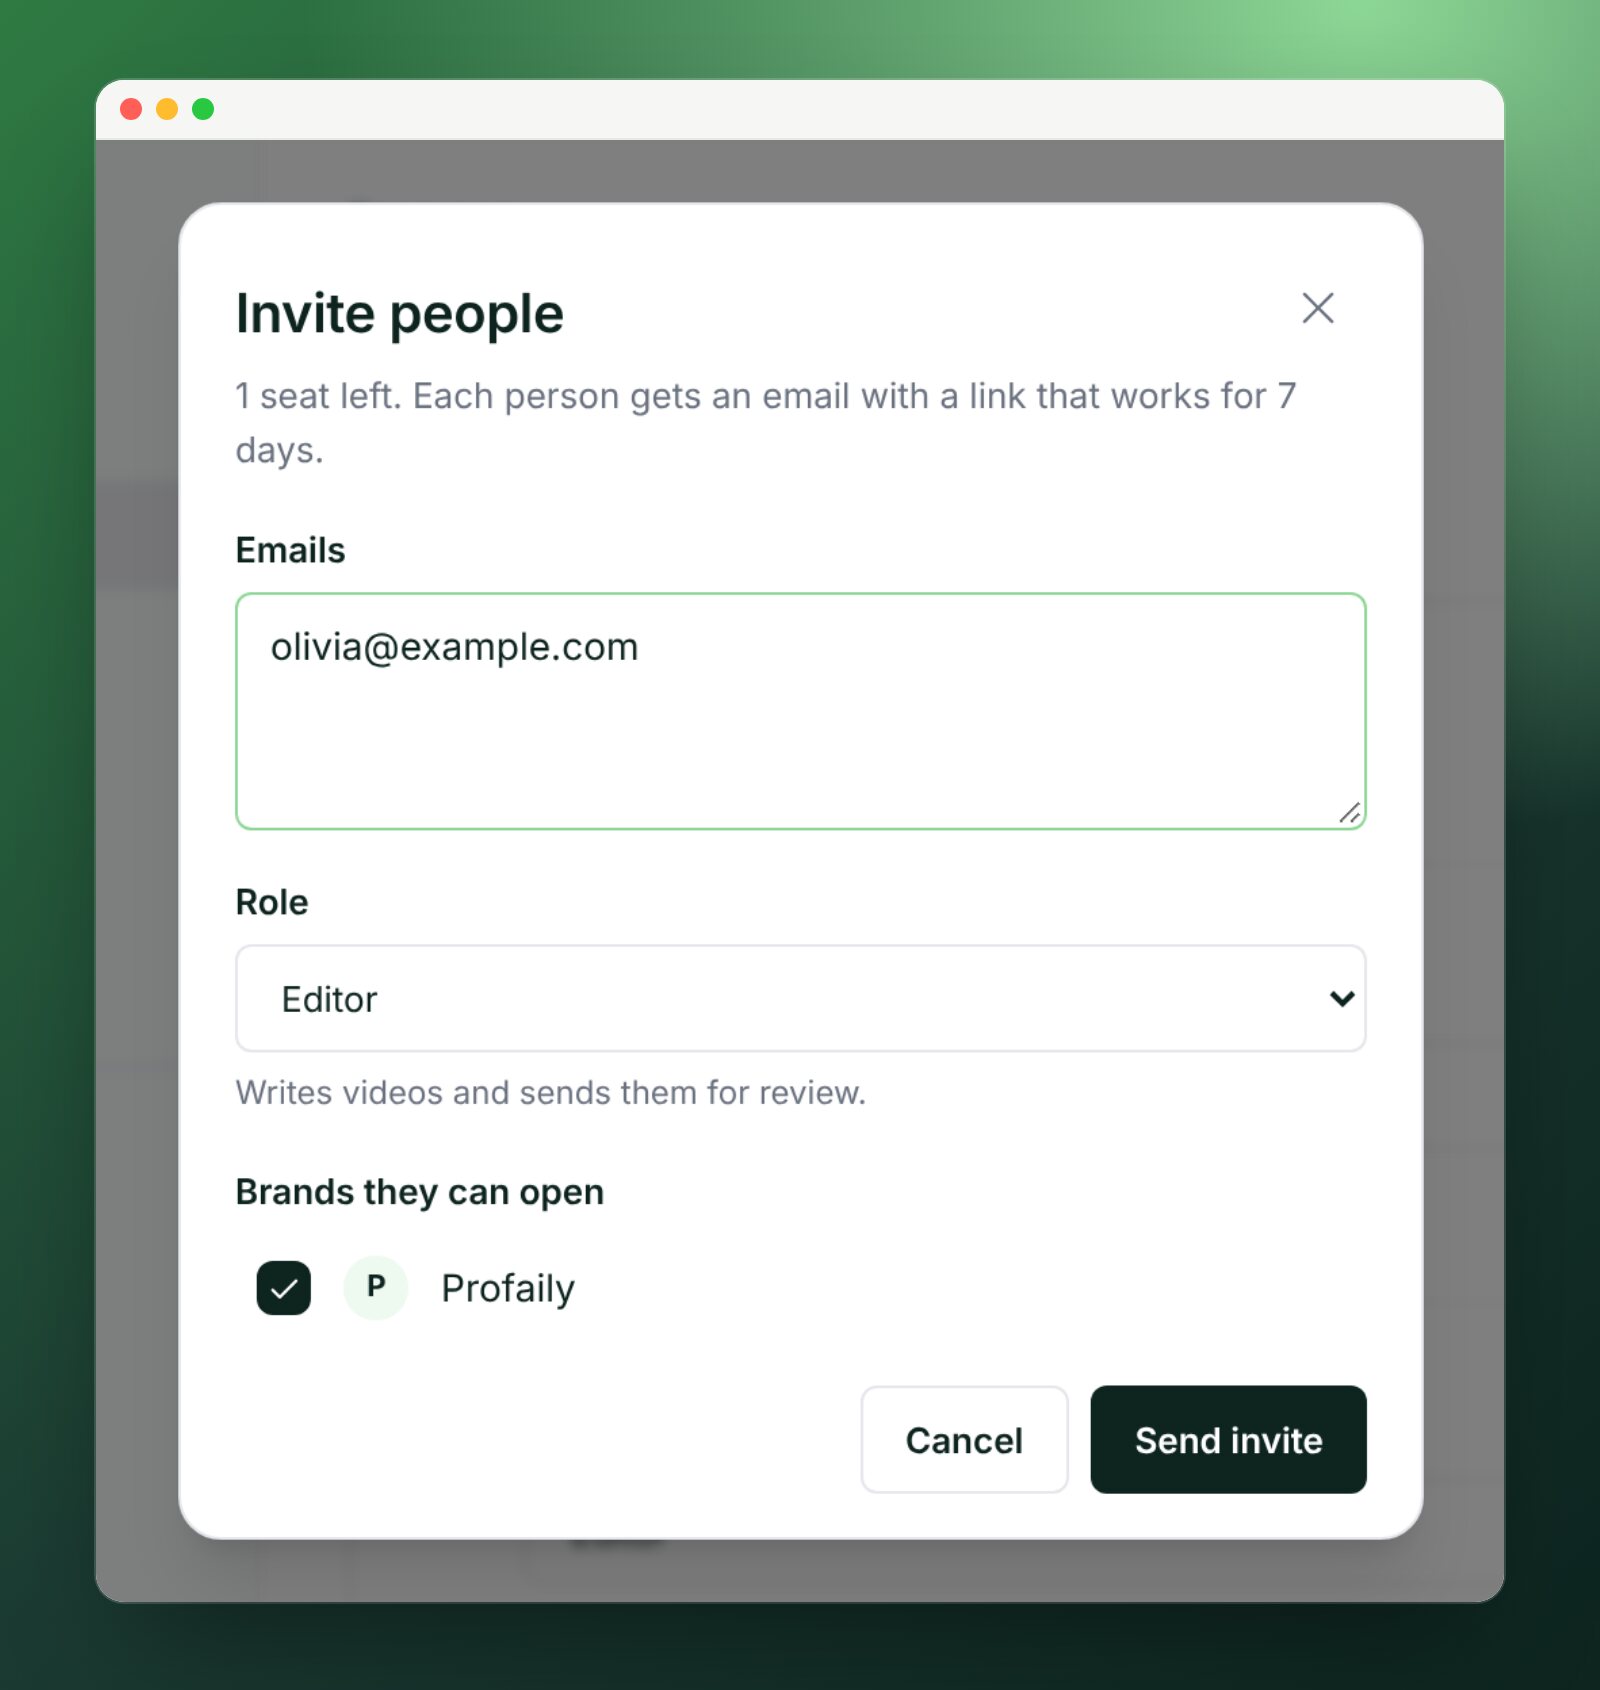 Invite people
1 seat left. Each person gets an email with a link that works for 7
days.
Emails
olivia@example.com
Role
Editor
Writes videos and sends them for review.
Brands they can open
P Profaily
Cancel Send invite